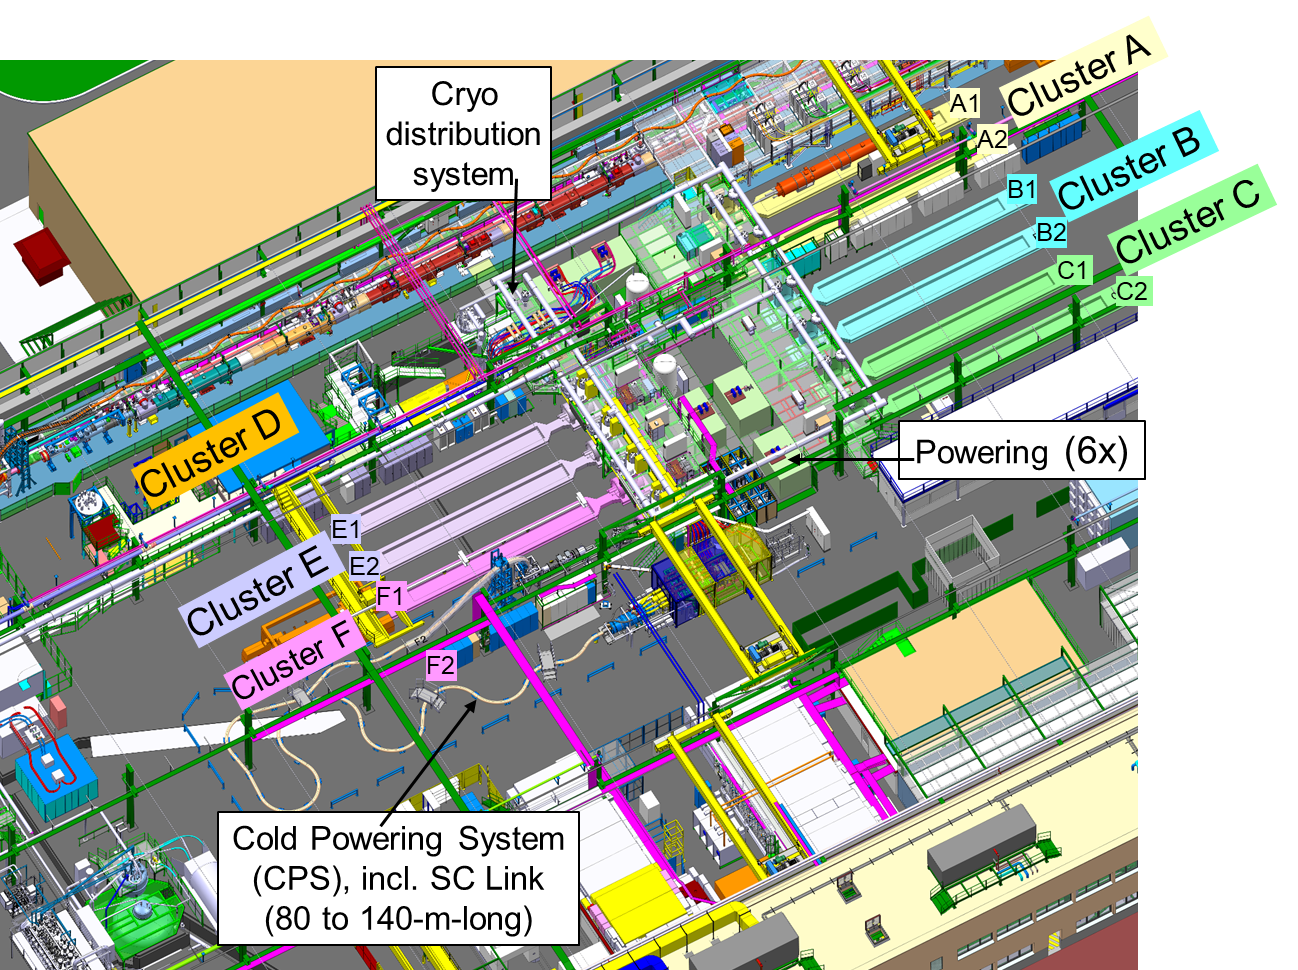 Cluster A
Cryo
distribution
system
A1
A2
Cluster B
B1
Cluster C
B2
C1
C2
Cluster D
Powering (6x)
E1
E2
Cluster E
F1
Cluster F
F2
F2
Cold Powering System
(CPS), incl. SC Link
(80 to 140-m-long)